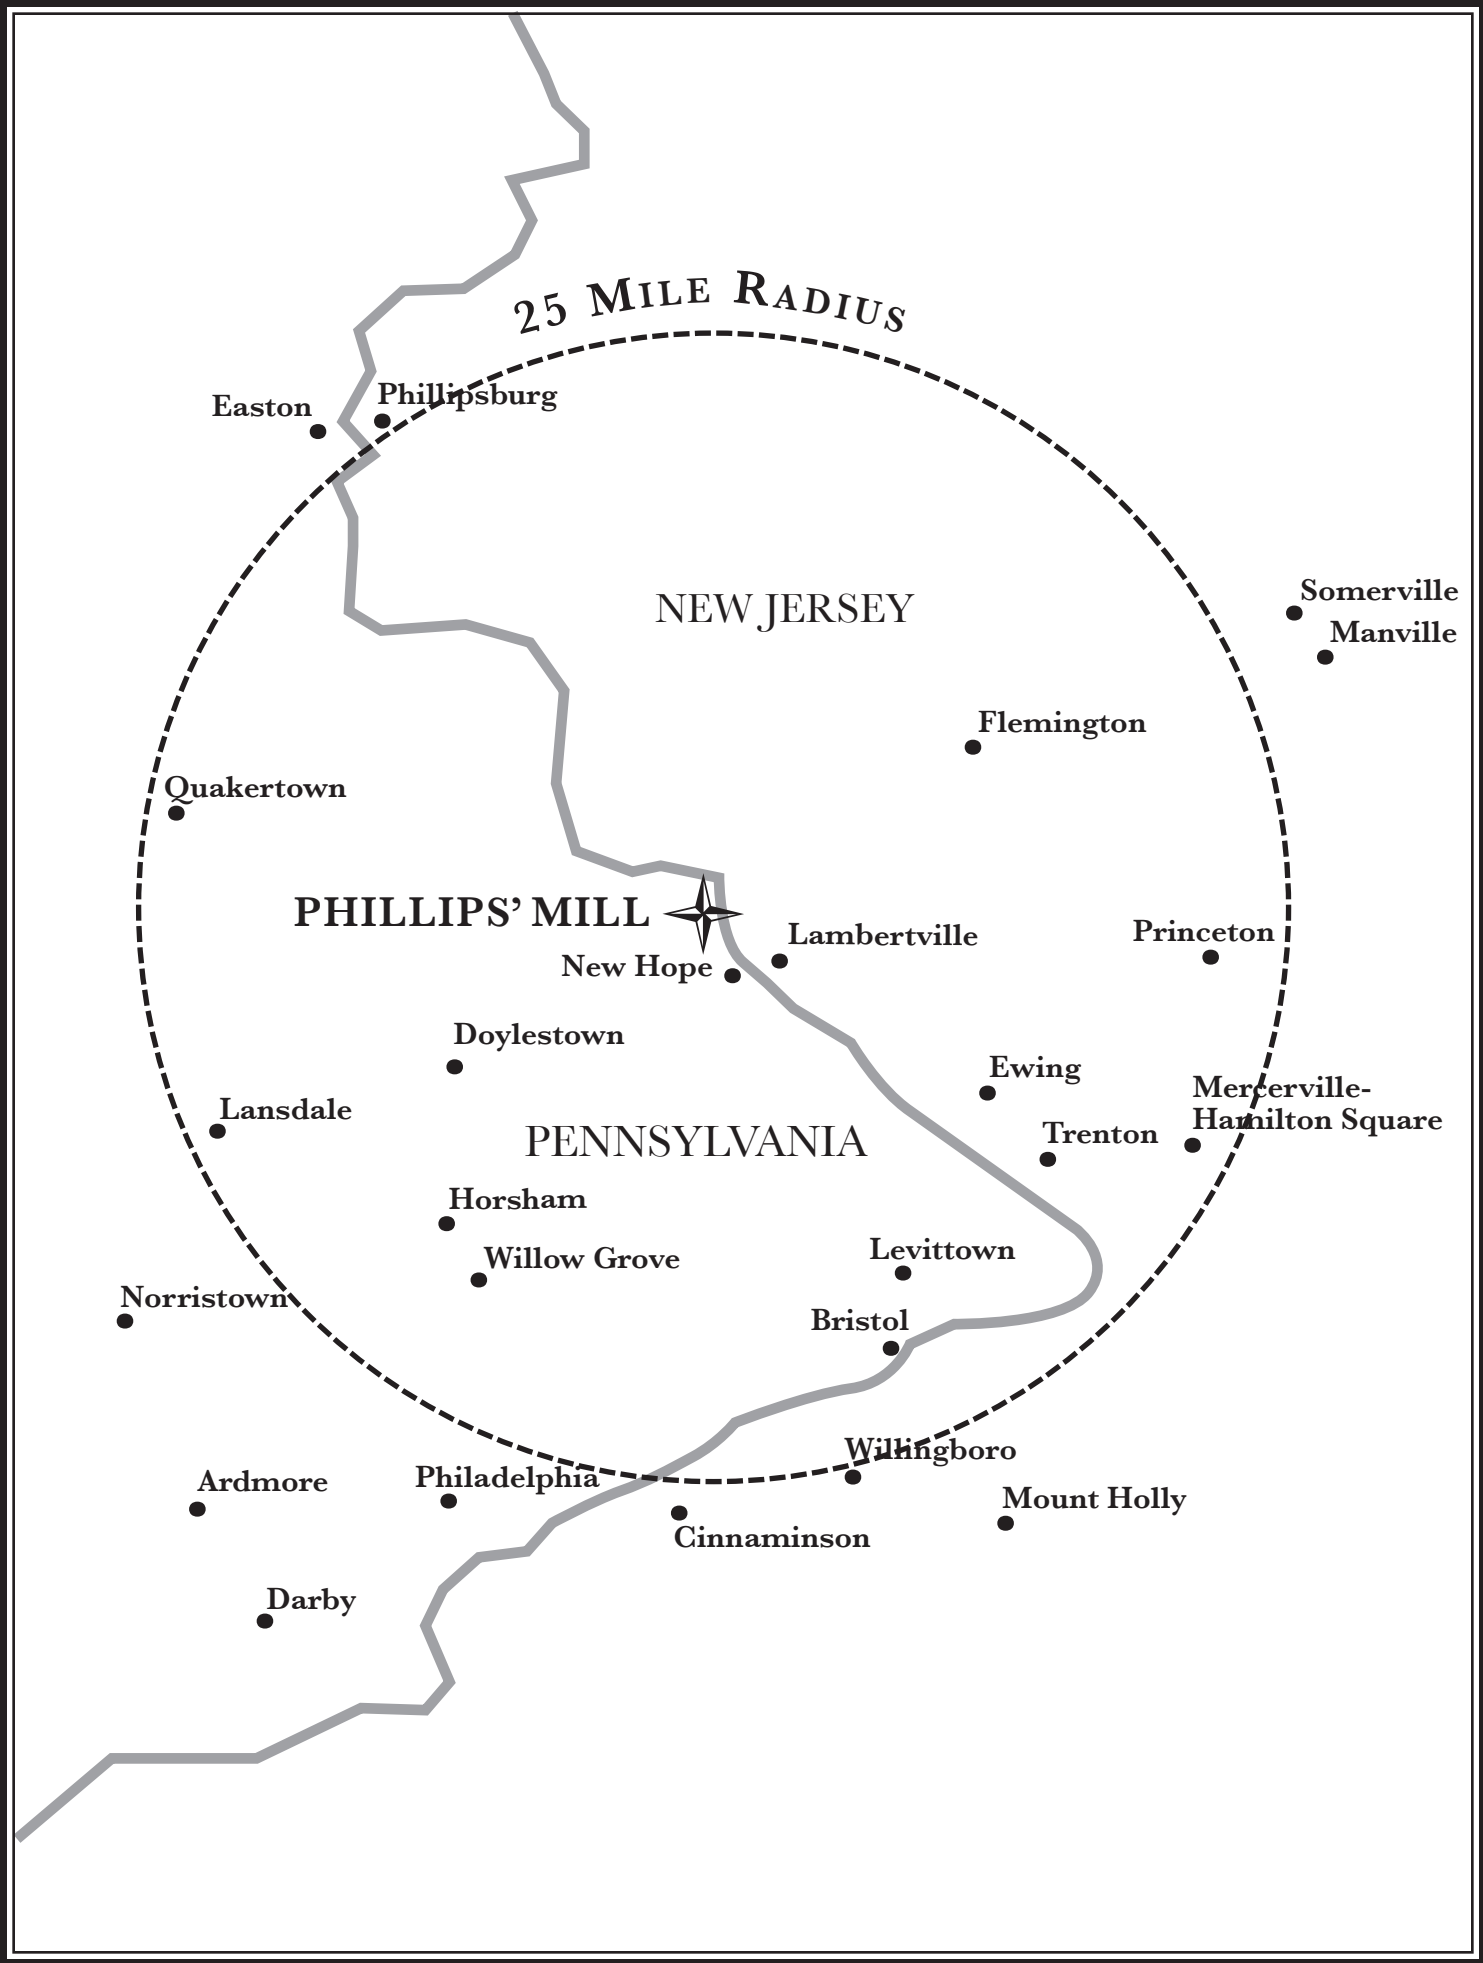 25 MILE RADIUS
Phillipsburg
Easton
Somerville
NEW JERSEY
Manville
Flemington
Quakertown
PHILLIPS’ MILL
Lambertville
Princeton
New Hope
Doylestown
Ewing
Mercerville-
Hamilton Square
Lansdale
Trenton
PENNSYLVANIA
Horsham
Levittown
Willow Grove
Norristown
Bristol
Willingboro
Philadelphia
Ardmore
Mount Holly
Cinnaminson
Darby